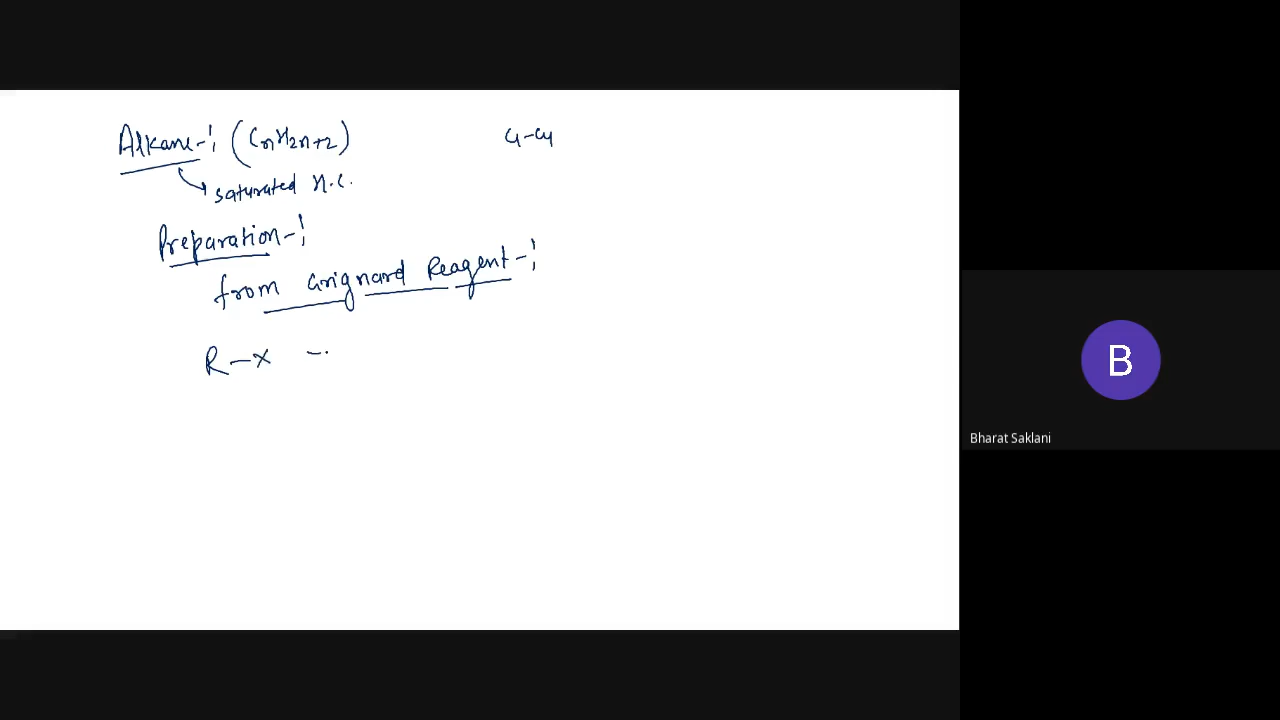 Alkane-! (CnH2n+2) C1-C4
saturated H.C.
Preparation-!
from Grignard Reagent-!
R-X -
B
Bharat Saklani